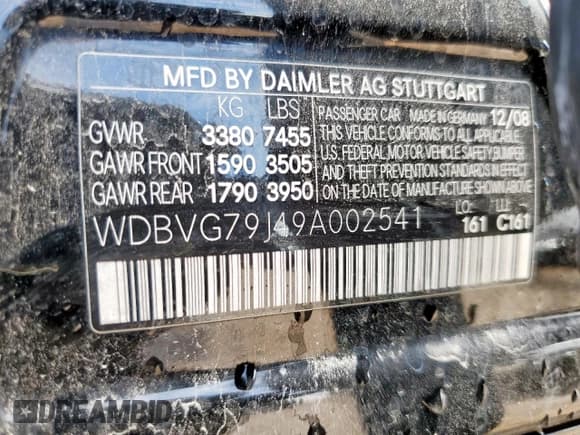 MFD BY DAIMLER AG STUTTGART
KG LBS
GVWR 3380 7455
GAWR FRONT 1590 3505
GAWR REAR 1790 3950
PASSENGER CAR MADE IN GERMANY 12/08
THIS VEHICLE CONFORMS TO ALL APPLICABLE
U.S. FEDERAL MOTOR VEHICLE SAFETY, BUMPER
AND THEFT PREVENTION STANDARDS IN EFFECT
ON THE DATE OF MANUFACTURE SHOWN ABOVE.
LC LLL
WDBVG79J49A002541 161 C161
DREAMBID